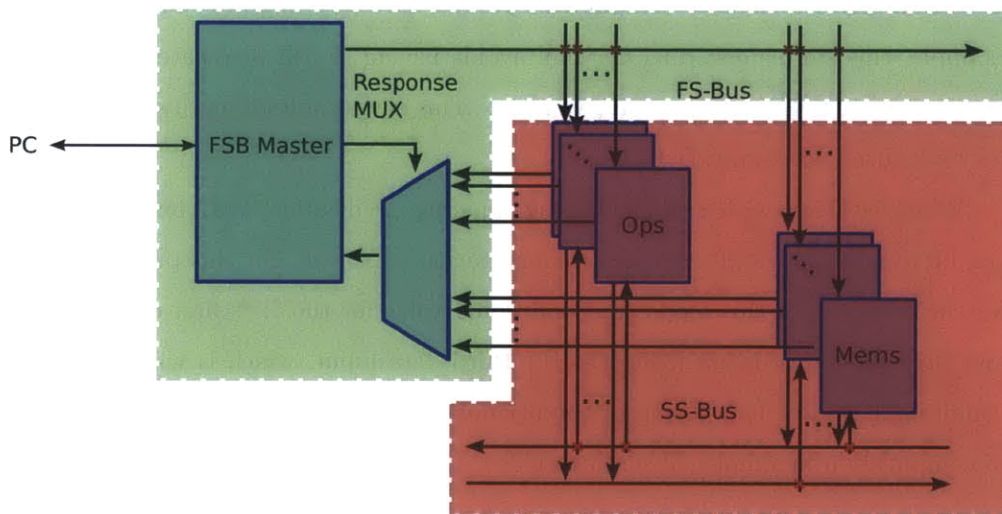 Response
MUX
FS-Bus
PC
FSB Master
Ops
Mems
SS-Bus